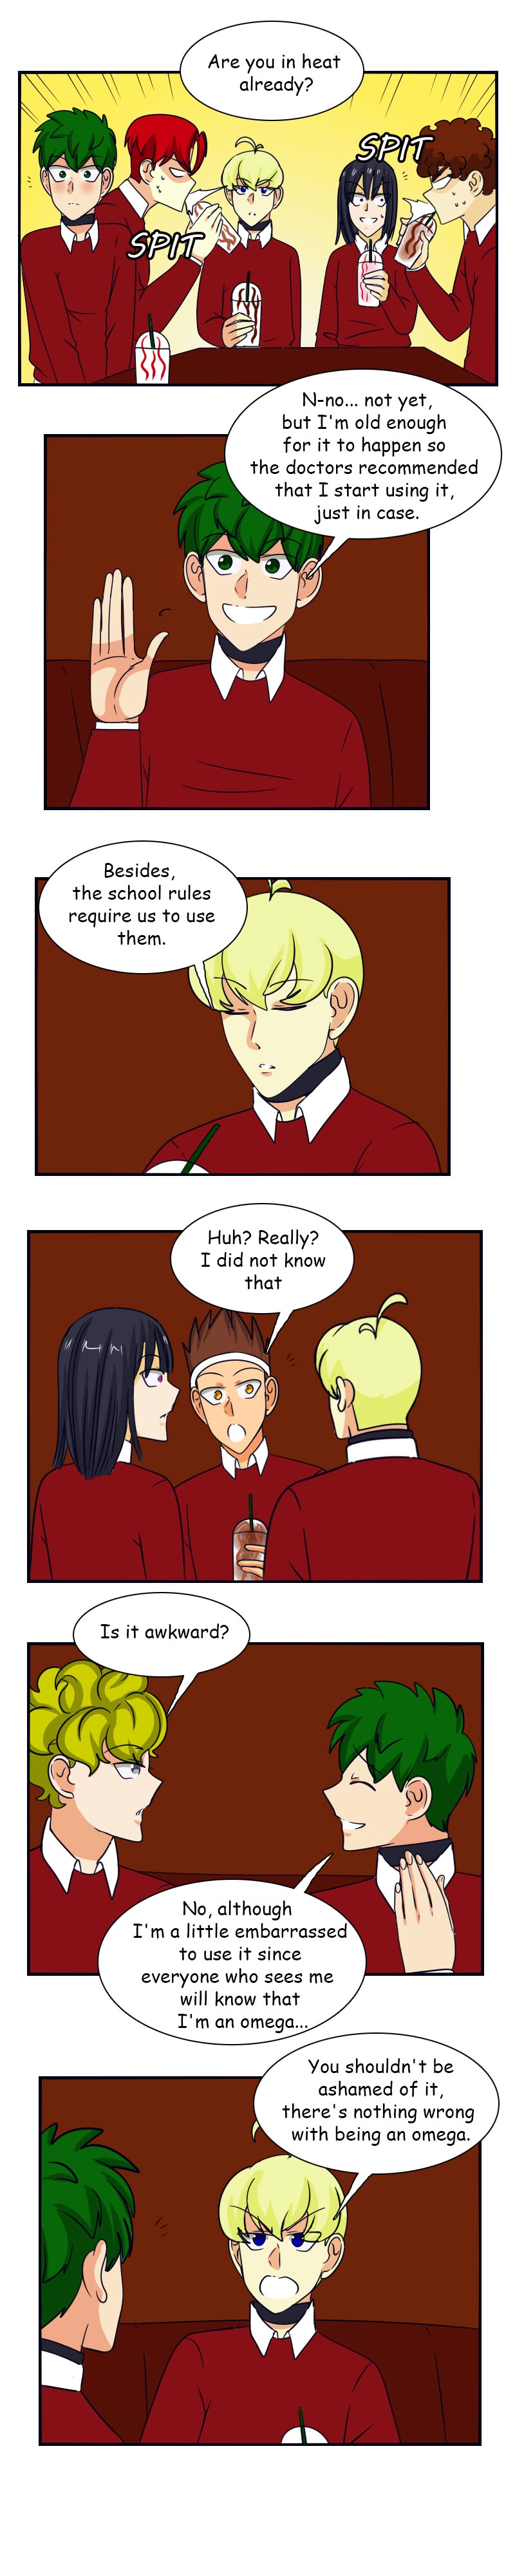 Are you in heat
already?
SPIT
SPIT
N-no... not yet,
but I'm old enough
for it to happen so
the doctors recommended
that I start using it,
just in case.
Besides,
the school rules
require us to use
them.
Huh? Really?
I did not know
that
Is it awkward?
No, although
I'm a little embarrassed
to use it since
everyone who sees me
will know that
I'm an omega...
You shouldn't be
ashamed of it,
there's nothing wrong
with being an omega.